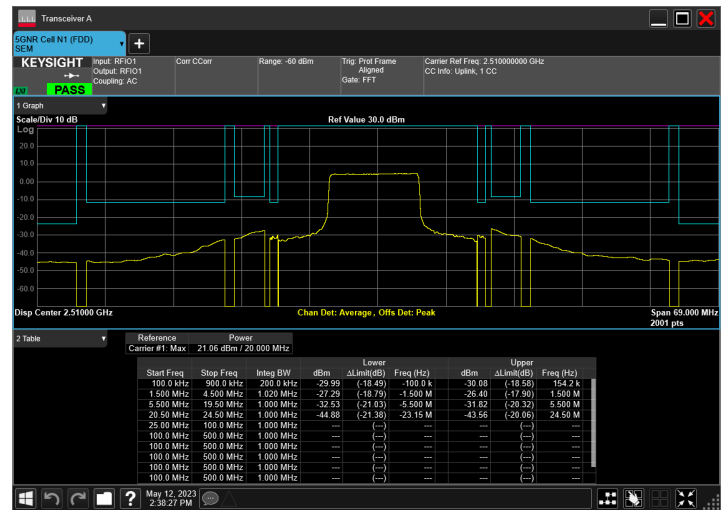 Transceiver A
5GNR Cell N1 (FDD)
SEM
KEYSIGHT
LXI
PASS
Input: RFIO1
Output: RFIO1
Coupling: AC
Corr CCorr
Range: -60 dBm
Trig: Prot Frame
Aligned
Gate: FFT
Carrier Ref Freq: 2.510000000 GHz
CC Info: Uplink, 1 CC
1 Graph
Scale/Div 10 dB
Ref Value 30.0 dBm
Log
20.0
10.0
0.00
-10.0
-20.0
-30.0
-40.0
-50.0
-60.0
Disp Center 2.51000 GHz
Chan Det: Average , Offs Det: Peak
Span 69.000 MHz
2001 pts
2 Table
Reference Power
Carrier #1: Max 21.06 dBm / 20.000 MHz
Lower Upper
Start Freq Stop Freq Integ BW dBm ΔLimit(dB) Freq (Hz) dBm ΔLimit(dB) Freq (Hz)
100.0 kHz 900.0 kHz 200.0 kHz -29.99 (-18.49) -100.0 k -30.08 (-18.58) 154.2 k
1.500 MHz 4.500 MHz 1.020 MHz -27.29 (-18.79) -1.500 M -26.40 (-17.90) 1.500 M
5.500 MHz 19.50 MHz 1.000 MHz -32.53 (-21.03) -5.500 M -31.82 (-20.32) 5.500 M
20.50 MHz 24.50 MHz 1.000 MHz -44.88 (-21.38) -23.15 M -43.56 (-20.06) 24.50 M
25.00 MHz 100.0 MHz 1.000 MHz --- (---) --- --- (---) ---
100.0 MHz 500.0 MHz 1.000 MHz --- (---) --- --- (---) ---
100.0 MHz 500.0 MHz 1.000 MHz --- (---) --- --- (---) ---
100.0 MHz 500.0 MHz 1.000 MHz --- (---) --- --- (---) ---
100.0 MHz 500.0 MHz 1.000 MHz --- (---) --- --- (---) ---
100.0 MHz 500.0 MHz 1.000 MHz --- (---) --- --- (---) ---
May 12, 2023
2:38:27 PM